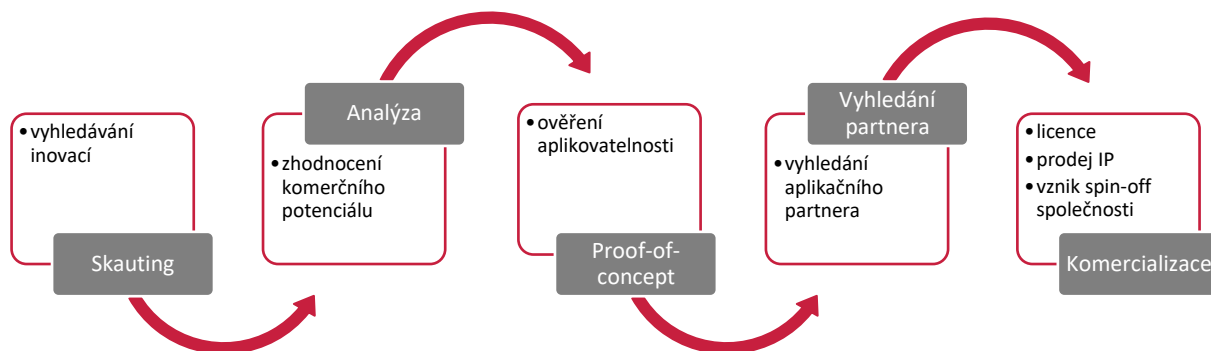 • vyhledávání
inovací
Skauting
Analýza
• zhodnocení
komerčního
potenciálu
• ověření
aplikovatelnosti
Proof-of-
concept
Vyhledání
partnera
• vyhledání
aplikačního
partnera
• licence
• prodej IP
• vznik spin-off
společnosti
Komercializace